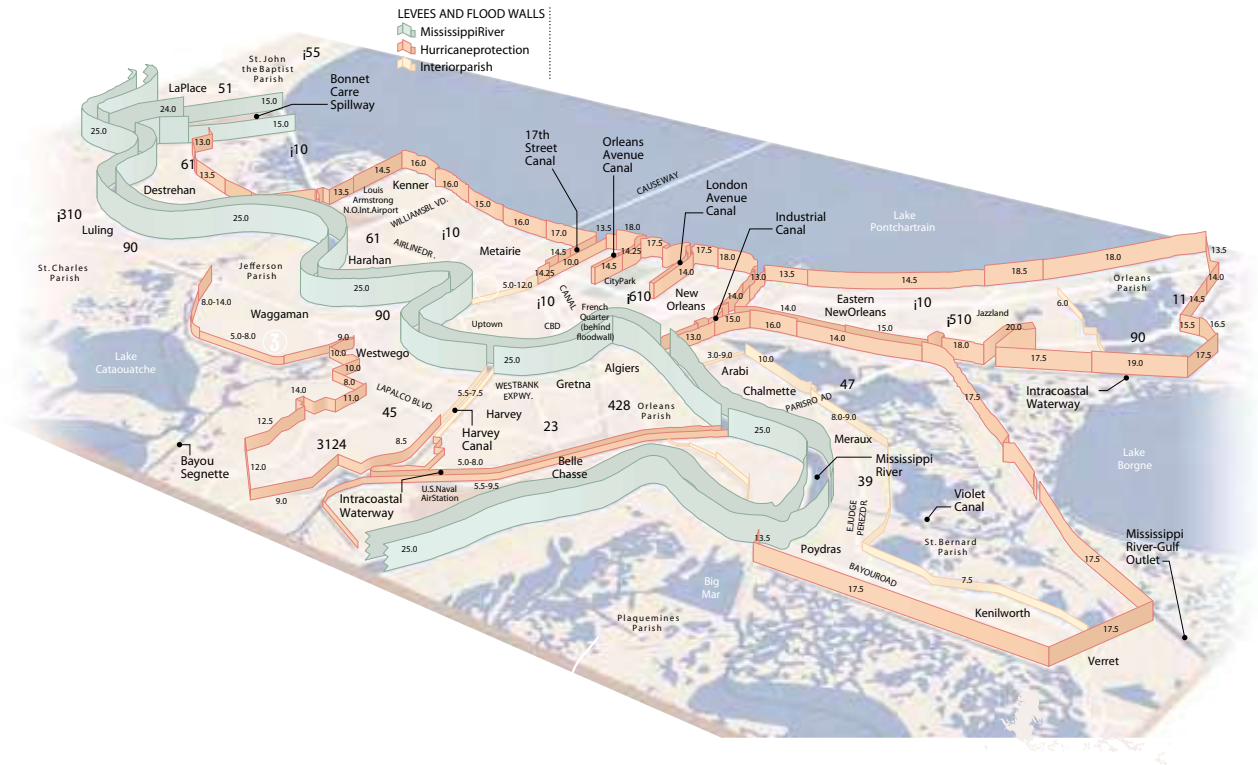 LEVEES AND FLOOD WALLS
MississippiRiver
Hurricaneprotection
Interiorparish
i55
St. John
the Baptist
Parish
LaPlace
51
Bonnet
Carre
Spillway
24.0
15.0
25.0
15.0
13.0
61
13.5
i10
Destrehan
14.5
16.0
13.5
Louis
Armstrong
N.O.Int.Airport
Kenner
16.0
15.0
16.0
17.0
17th
Street
Canal
Orleans
Avenue
Canal
CAUSEWAY
London
Avenue
Canal
Industrial
Canal
Lake
Pontchartrain
i310
Luling
90
25.0
WILLIAMSBL VD.
61
i10
AIRLINEDR.
Metairie
Harahan
14.5
10.0
14.25
13.5
18.0
14.25
14.5
17.5
17.5
18.0
14.0
CityPark
13.0
14.0
13.5
14.5
18.5
18.0
13.5
14.0
14.5
15.5
16.5
17.5
Orleans
Parish
11
St.Charles
Parish
Jefferson
Parish
8.0-14.0
Waggaman
90
25.0
5.0-12.0
i10
CANAL
i610
New
Orleans
French
Quarter
(behind
floodwall)
Uptown
CBD
15.0
16.0
14.0
Eastern
NewOrleans
15.0
14.0
i10
i510
Jazzland
20.0
18.0
6.0
90
17.5
19.0
Intracoastal
Waterway
5.0-8.0
3
9.0
10.0
Westwego
10.0
8.0
11.0
14.0
Lake
Cataouatche
25.0
13.0
3.0-9.0
Arabi
10.0
Algiers
Gretna
WESTBANK
EXPWY.
5.5-7.5
LAPALCO BLVD.
45
Harvey
Harvey
Canal
23
428
Orleans
Parish
Chalmette
47
PARISRO AD
8.0-9.0
17.5
12.5
12.0
9.0
3124
8.5
Bayou
Segnette
25.0
Meraux
Mississippi
River
39
Lake
Borgne
5.0-8.0
5.5-9.5
Belle
Chasse
U.S.Naval
AirStation
Intracoastal
Waterway
25.0
13.5
E.JUDGE
PEREZD R.
Violet
Canal
St.Bernard
Parish
Poydras
BAYOUROAD
17.5
7.5
17.5
Mississippi
River-Gulf
Outlet
Big
Mar
Plaquemines
Parish
Kenilworth
17.5
Verret